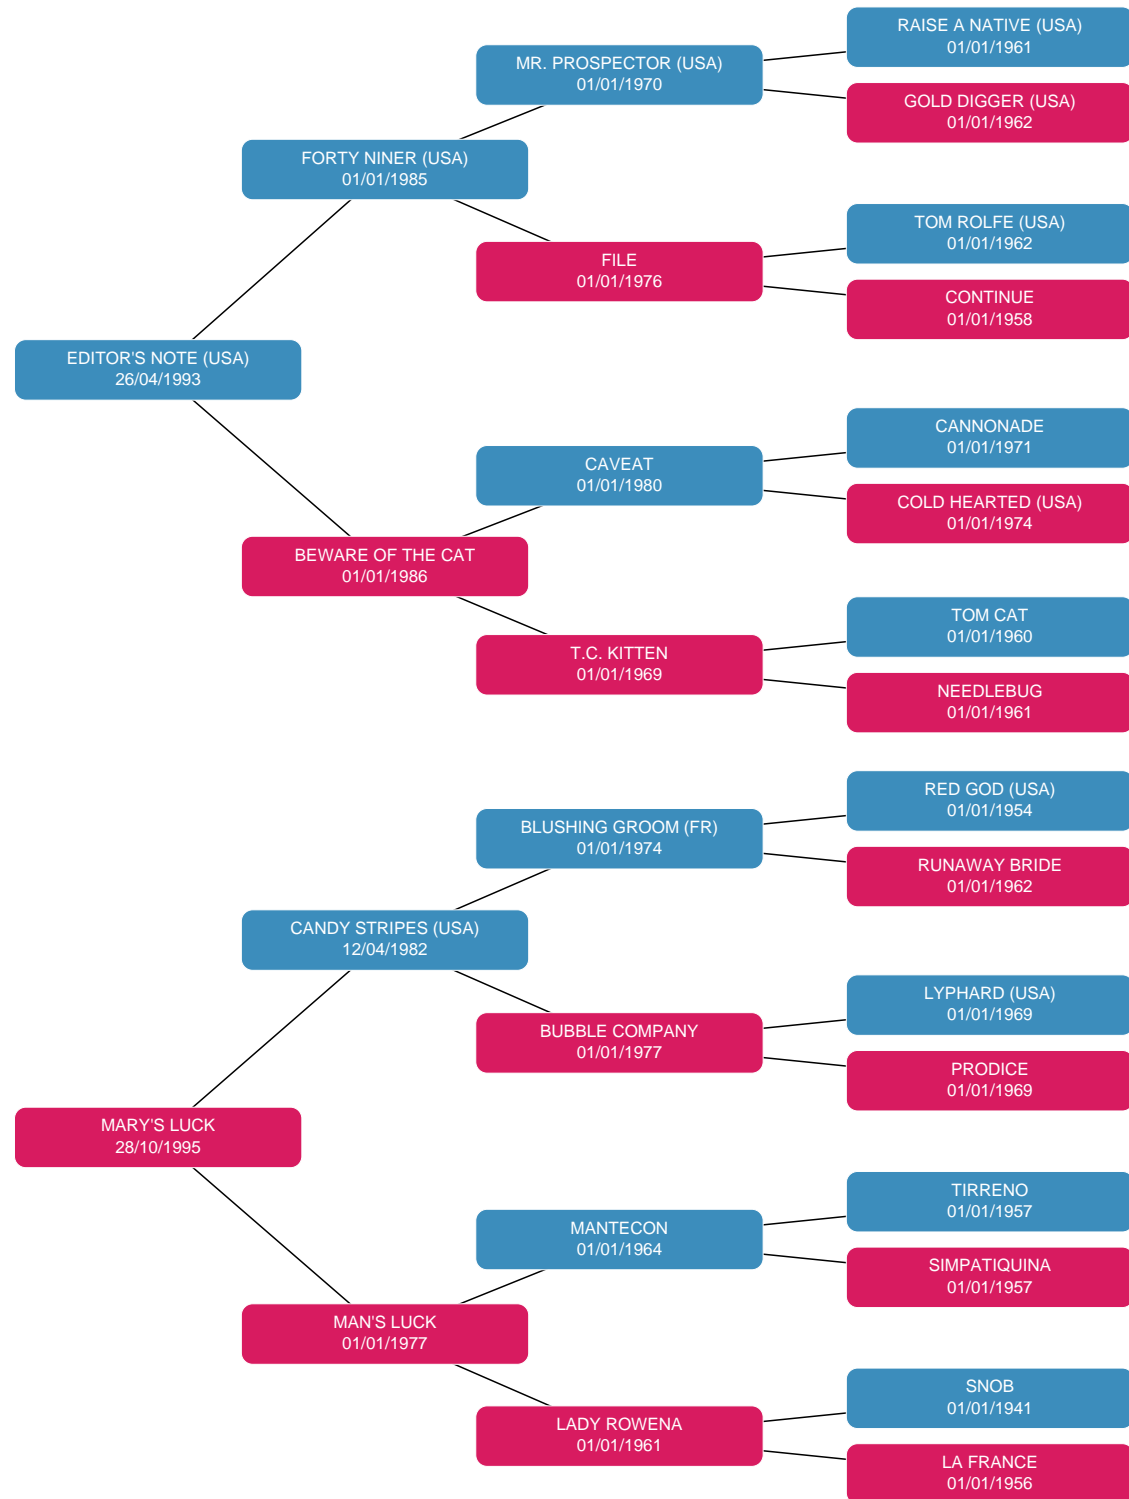 RAISE A NATIVE (USA)
01/01/1961
MR. PROSPECTOR (USA)
01/01/1970
GOLD DIGGER (USA)
01/01/1962
FORTY NINER (USA)
01/01/1985
TOM ROLFE (USA)
01/01/1962
FILE
01/01/1976
CONTINUE
01/01/1958
EDITOR'S NOTE (USA)
26/04/1993
CANNONADE
01/01/1971
CAVEAT
01/01/1980
COLD HEARTED (USA)
01/01/1974
BEWARE OF THE CAT
01/01/1986
TOM CAT
01/01/1960
T.C. KITTEN
01/01/1969
NEEDLEBUG
01/01/1961
RED GOD (USA)
01/01/1954
BLUSHING GROOM (FR)
01/01/1974
RUNAWAY BRIDE
01/01/1962
CANDY STRIPES (USA)
12/04/1982
LYPHARD (USA)
01/01/1969
BUBBLE COMPANY
01/01/1977
PRODICE
01/01/1969
MARY'S LUCK
28/10/1995
TIRRENO
01/01/1957
MANTECON
01/01/1964
SIMPATIQUINA
01/01/1957
MAN'S LUCK
01/01/1977
SNOB
01/01/1941
LADY ROWENA
01/01/1961
LA FRANCE
01/01/1956